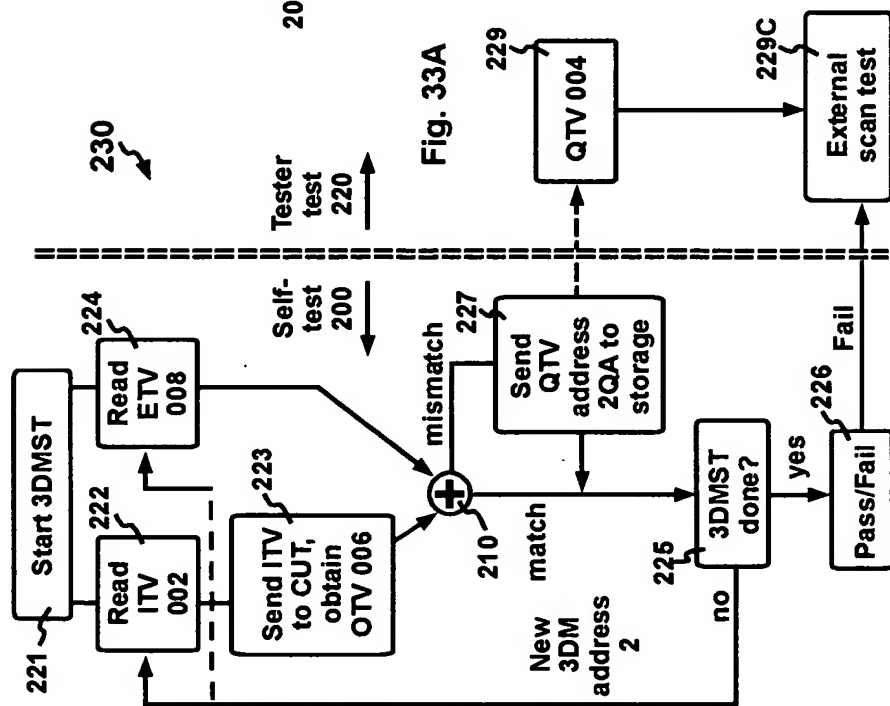 230
20
221
Start 3DMST
222
Read
ITV
002
224
Read
ETV
008
Self-
test
200
Tester
test
220
Fig. 33A
223
Send ITV
to CUT,
obtain
OTV 006
210
mismatch
match
227
Send
QTV
address
2QA to
storage
229
QTV 004
New
3DM
address
2
no
225
3DMST
done?
yes
226
Pass/Fail
Fail
229C
External
scan test